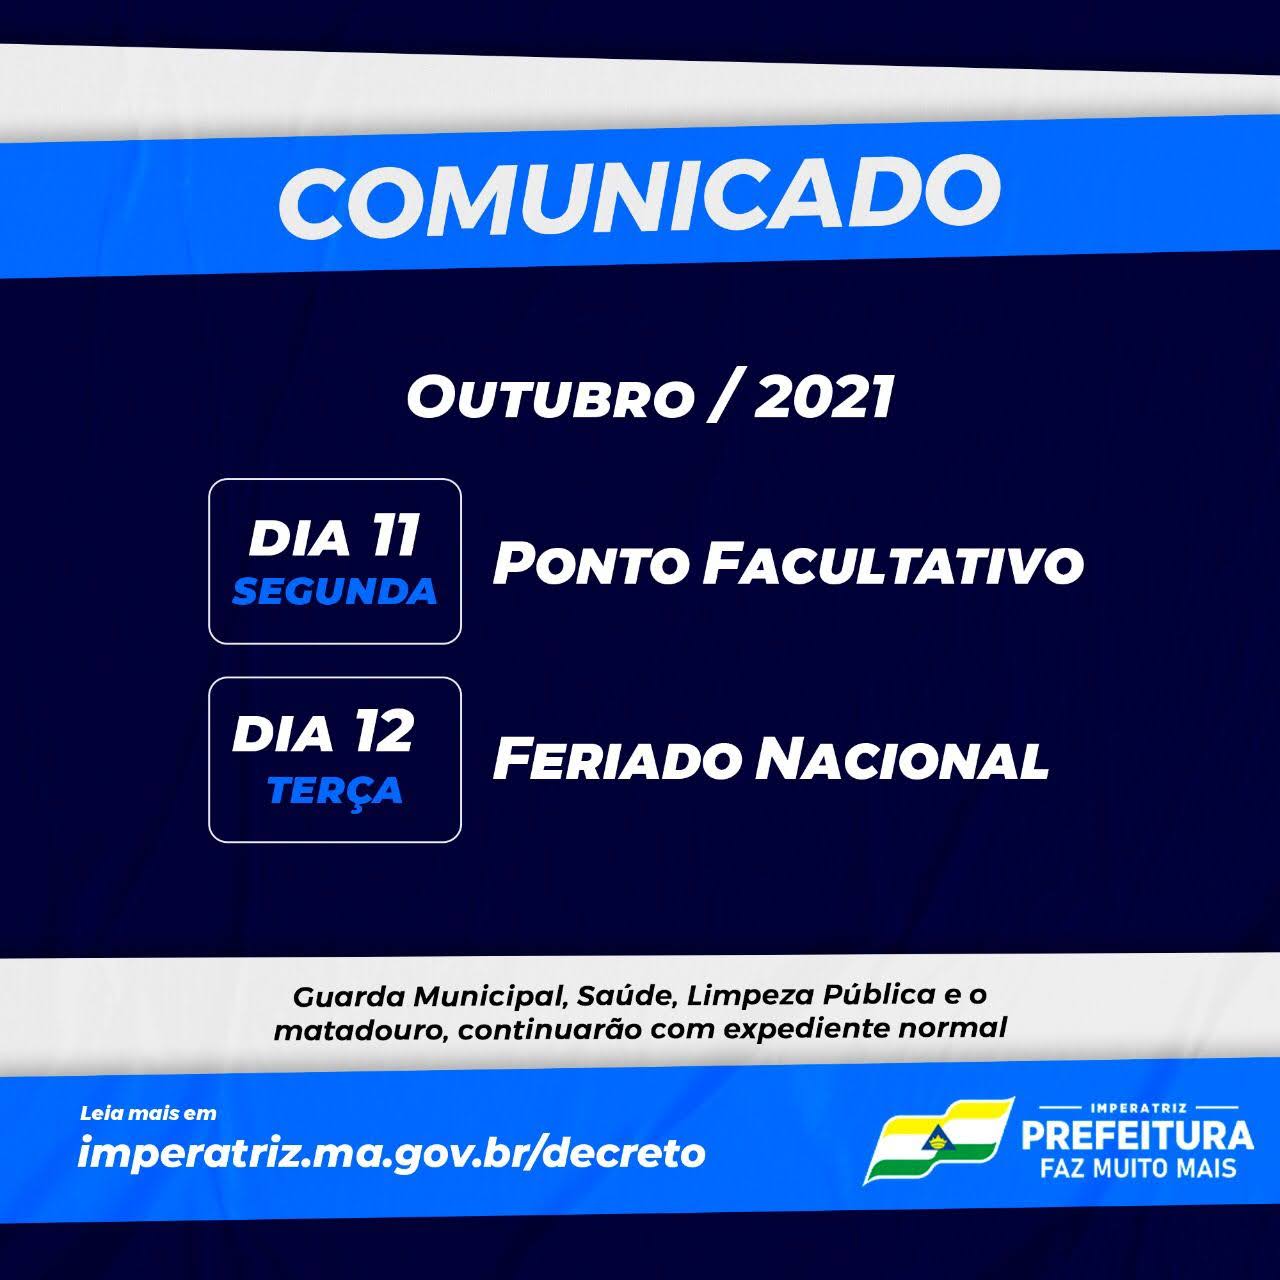 COMUNICADO
OUTUBRO / 2021
DIA 11
SEGUNDA
PONTO FACULTATIVO
DIA 12
TERÇA
FERIADO NACIONAL
Guarda Municipal, Saúde, Limpeza Pública e o
matadouro, continuarão com expediente normal
Leia mais em
imperatriz.ma.gov.br/decreto
IMPERATRIZ
PREFEITURA
FAZ MUITO MAIS